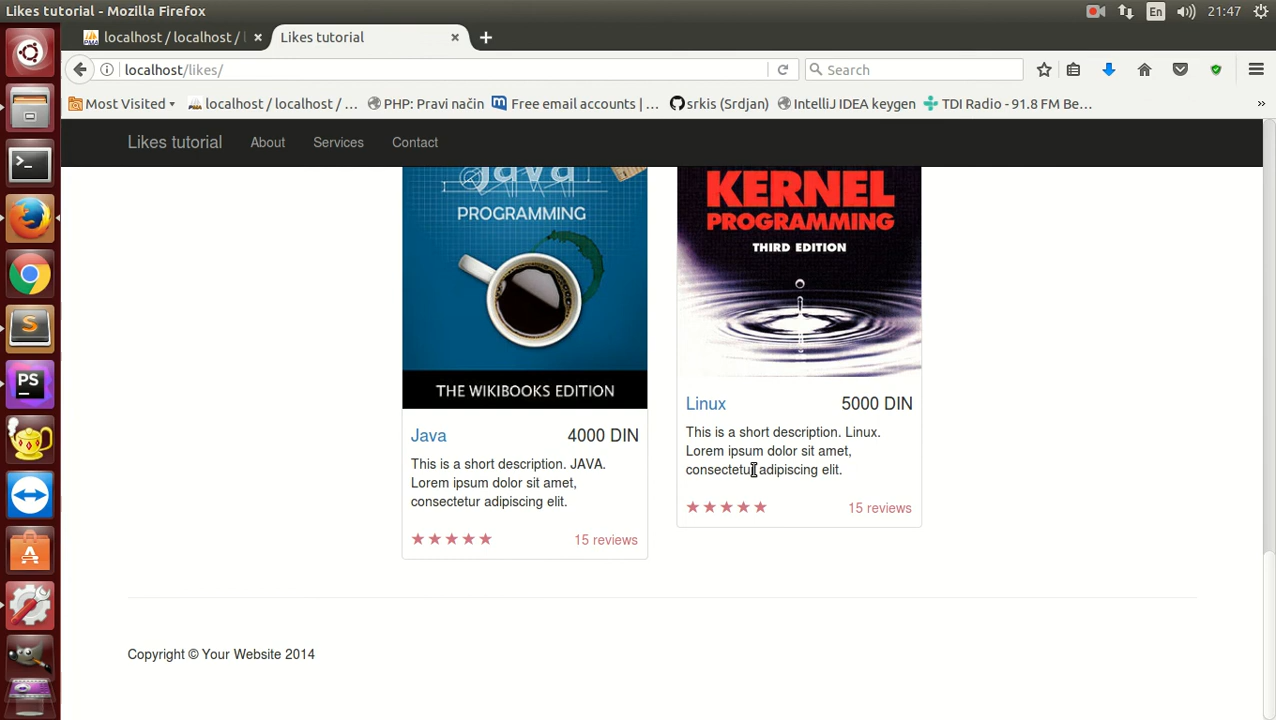 Likes tutorial - Mozilla Firefox
En
21:47
localhost / localhost / l
Likes tutorial
localhost/likes/
Search
Most Visited
localhost / localhost / ...
PHP: Pravi način
Free email accounts | ...
srkis (Srdjan)
IntelliJ IDEA keygen
TDI Radio - 91.8 FM Be...
Likes tutorial
About
Services
Contact
Java
PROGRAMMING
THE WIKIBOOKS EDITION
Java
4000 DIN
This is a short description. JAVA.
Lorem ipsum dolor sit amet,
consectetur adipiscing elit.
15 reviews
KERNEL
PROGRAMMING
THIRD EDITION
Linux
5000 DIN
This is a short description. Linux.
Lorem ipsum dolor sit amet,
consectetur adipiscing elit.
15 reviews
Copyright © Your Website 2014
PS